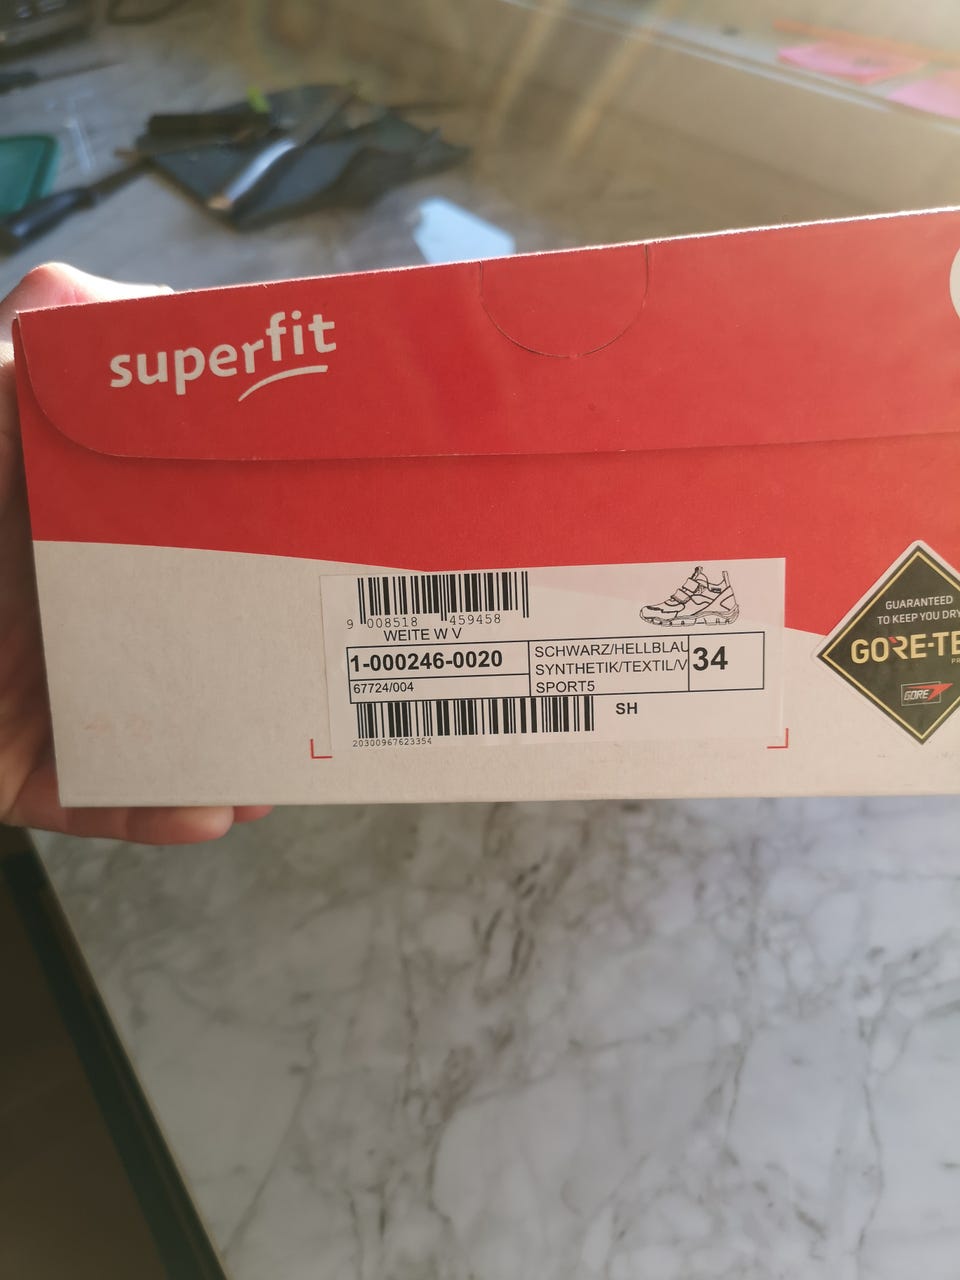 superfit
9 008518 459458
WEITE W V
1-000246-0020
67724/004
SCHWARZ/HELLBLAU
SYNTHETIK/TEXTIL/V
SPORT5
34
SH
20300967623354
GUARANTEED
TO KEEP YOU DRY
GORE-TE
GORE